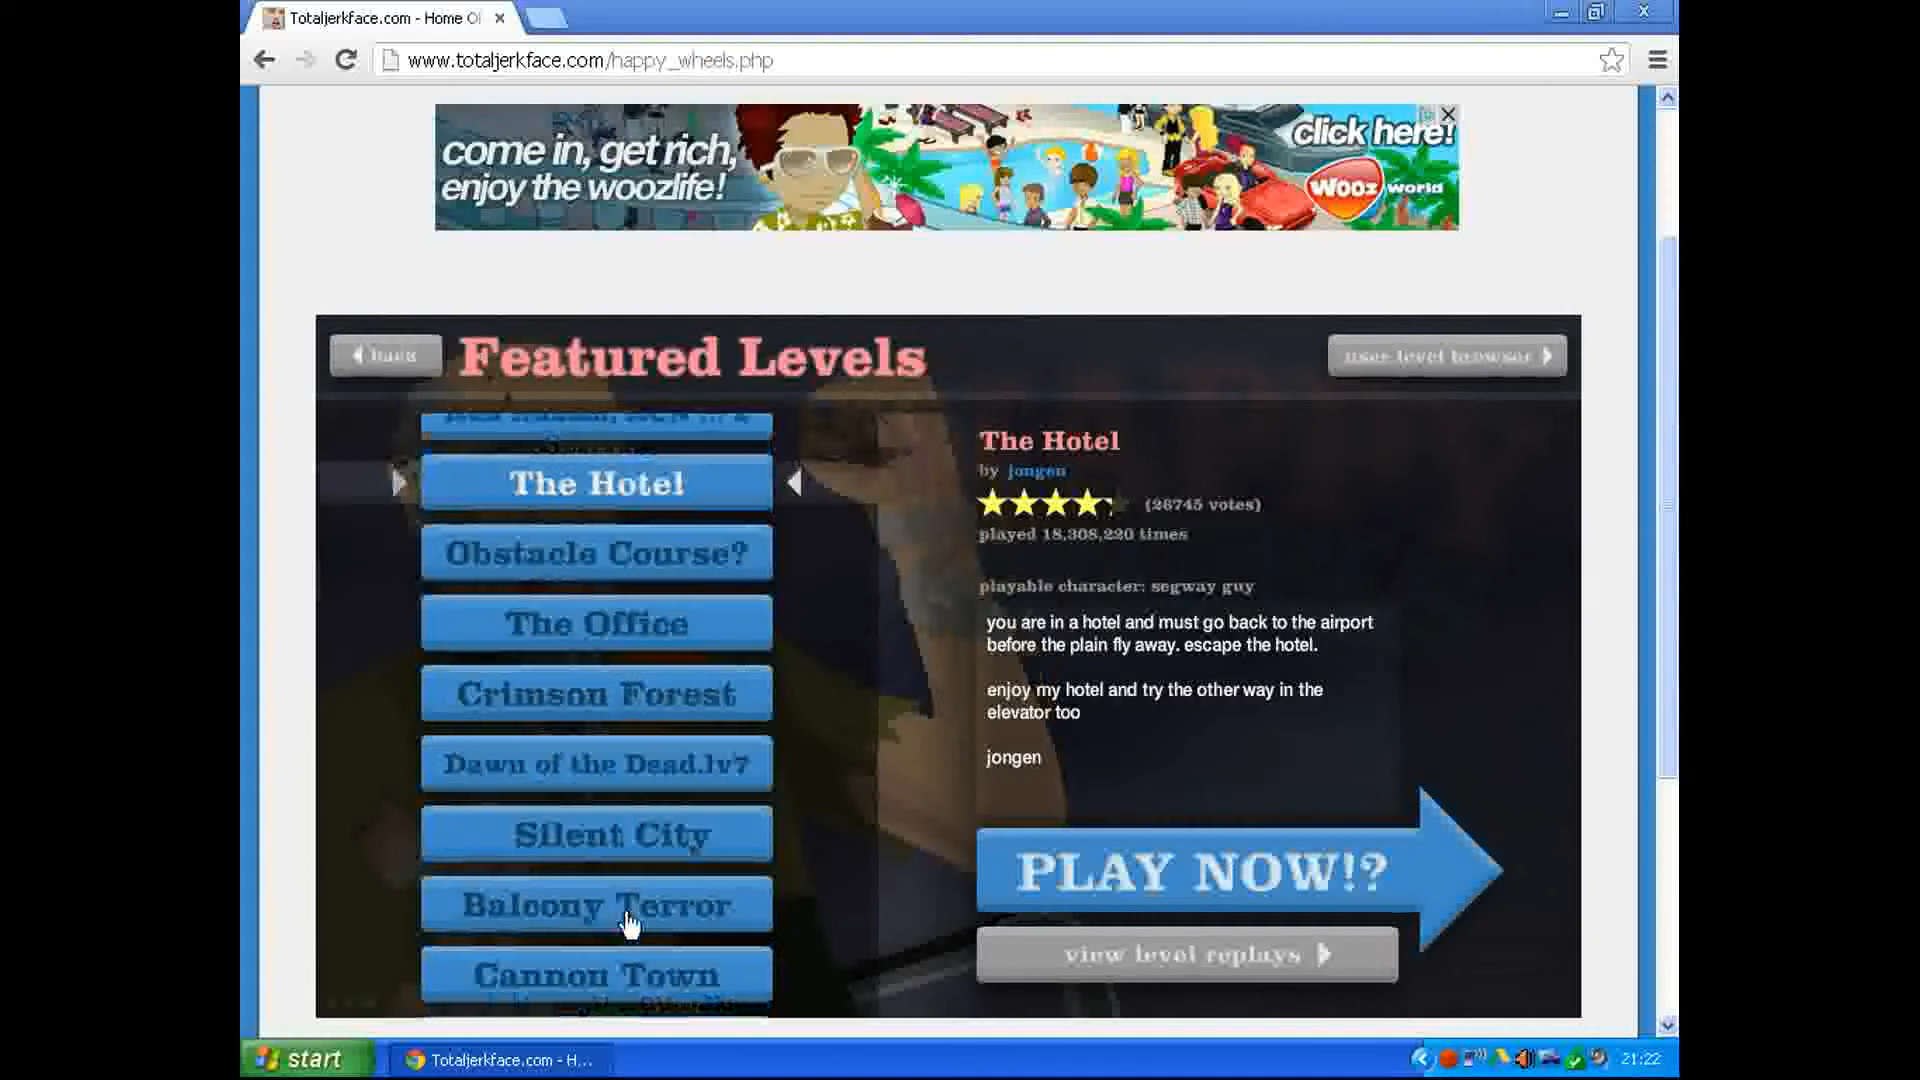 Totaljerkface.com - Home Of
www.totaljerkface.com/happy_wheels.php
come in, get rich,
enjoy the woozlife!
click here!
Wooz world
back
Featured Levels
user level browser
The Hotel
Obstacle Course?
The Office
Crimson Forest
Dawn of the Dead.lv7
Silent City
Balcony Terror
Cannon Town
The Hotel
by jongen
(26745 votes)
played 18,308,220 times
playable character: segway guy
you are in a hotel and must go back to the airport
before the plain fly away. escape the hotel.
enjoy my hotel and try the other way in the
elevator too
jongen
PLAY NOW!?
view level replays
start
Totaljerkface.com - H...
21:22